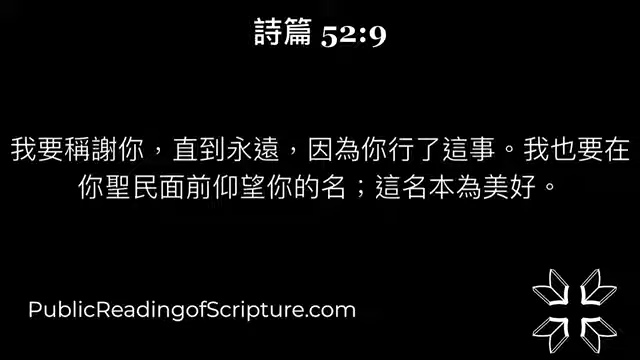 詩篇 52:9
我要稱謝你，直到永遠，因為你行了這事。我也要在
你聖民面前仰望你的名；這名本為美好。
PublicReadingofScripture.com